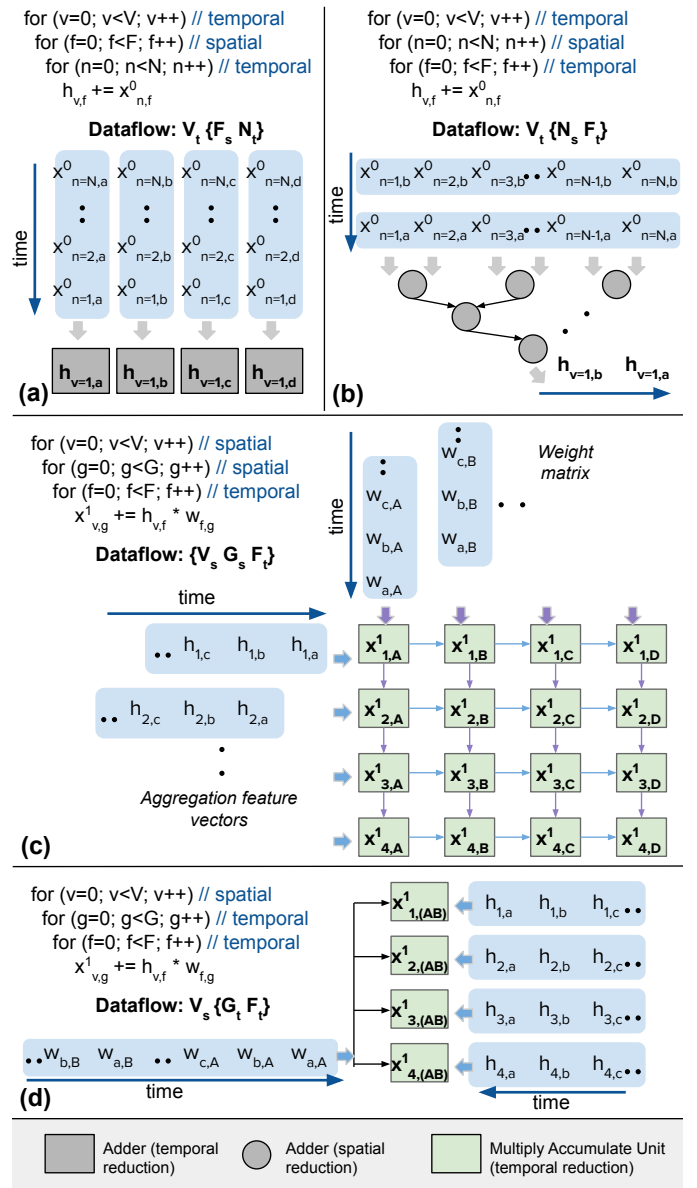 for (v=0; v<V; v++) // temporal
for (f=0; f<F; f++) // spatial
for (n=0; n<N; n++) // temporal
h_{v,f} += x^0_{n,f}
Dataflow: V_t {F_s N_t}
time
x^0_{n=N,a} x^0_{n=N,b} x^0_{n=N,c} x^0_{n=N,d}
x^0_{n=2,a} x^0_{n=2,b} x^0_{n=2,c} x^0_{n=2,d}
x^0_{n=1,a} x^0_{n=1,b} x^0_{n=1,c} x^0_{n=1,d}
h_{v=1,a} h_{v=1,b} h_{v=1,c} h_{v=1,d}
(a)
for (v=0; v<V; v++) // temporal
for (n=0; n<N; n++) // spatial
for (f=0; f<F; f++) // temporal
h_{v,f} += x^0_{n,f}
Dataflow: V_t {N_s F_t}
time
x^0_{n=1,b} x^0_{n=2,b} x^0_{n=3,b} •• x^0_{n=N-1,b} x^0_{n=N,b}
x^0_{n=1,a} x^0_{n=2,a} x^0_{n=3,a} •• x^0_{n=N-1,a} x^0_{n=N,a}
h_{v=1,b} h_{v=1,a}
(b)
for (v=0; v<V; v++) // spatial
for (g=0; g<G; g++) // spatial
for (f=0; f<F; f++) // temporal
x^1_{v,g} += h_{v,f} * w_{f,g}
Dataflow: {V_s G_s F_t}
time
w_{c,A}
w_{b,A}
w_{a,A}
w_{c,B}
w_{b,B}
w_{a,B}
Weight
matrix
time
•• h_{1,c} h_{1,b} h_{1,a}
•• h_{2,c} h_{2,b} h_{2,a}
Aggregation feature
vectors
x^1_{1,A} x^1_{1,B} x^1_{1,C} x^1_{1,D}
x^1_{2,A} x^1_{2,B} x^1_{2,C} x^1_{2,D}
x^1_{3,A} x^1_{3,B} x^1_{3,C} x^1_{3,D}
x^1_{4,A} x^1_{4,B} x^1_{4,C} x^1_{4,D}
(c)
for (v=0; v<V; v++) // spatial
for (g=0; g<G; g++) // temporal
for (f=0; f<F; f++) // temporal
x^1_{v,g} += h_{v,f} * w_{f,g}
Dataflow: V_s {G_t F_t}
•• w_{b,B} w_{a,B} •• w_{c,A} w_{b,A} w_{a,A}
time
x^1_{1,(AB)} h_{1,a} h_{1,b} h_{1,c} ••
x^1_{2,(AB)} h_{2,a} h_{2,b} h_{2,c} ••
x^1_{3,(AB)} h_{3,a} h_{3,b} h_{3,c} ••
x^1_{4,(AB)} h_{4,a} h_{4,b} h_{4,c} ••
time
(d)
Adder (temporal
reduction)
Adder (spatial
reduction)
Multiply Accumulate Unit
(temporal reduction)